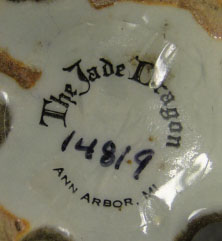 The Jade Dragon
14819
ANN ARBOR, MI